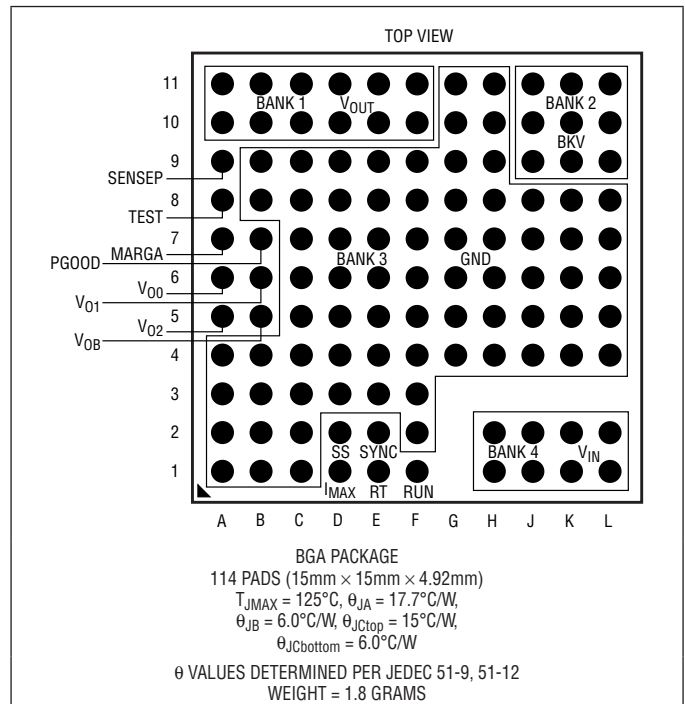 TOP VIEW
11
BANK 1 VOUT BANK 2
10
BKV
9
SENSEP
8
TEST
7
MARGA
PGOOD
BANK 3 GND
6
VO0
VO1
5
VO2
VOB
4
3
2
SS SYNC BANK 4 VIN
1
IMAX RT RUN
A B C D E F G H J K L
BGA PACKAGE
114 PADS (15mm × 15mm × 4.92mm)
TJMAX = 125°C, θJA = 17.7°C/W,
θJB = 6.0°C/W, θJCtop = 15°C/W,
θJCbottom = 6.0°C/W
θ VALUES DETERMINED PER JEDEC 51-9, 51-12
WEIGHT = 1.8 GRAMS